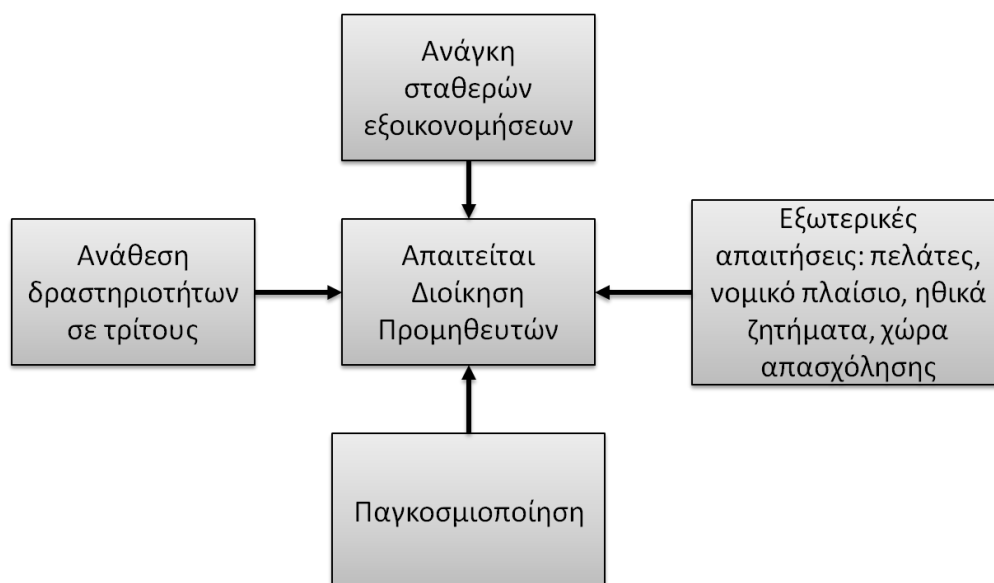 Ανάγκη
σταθερών
εξοικονομήσεων
Ανάθεση
δραστηριοτήτων
σε τρίτους
Απαιτείται
Διοίκηση
Προμηθευτών
Εξωτερικές
απαιτήσεις: πελάτες,
νομικό πλαίσιο, ηθικά
ζητήματα, χώρα
απασχόλησης
Παγκοσμιοποίηση